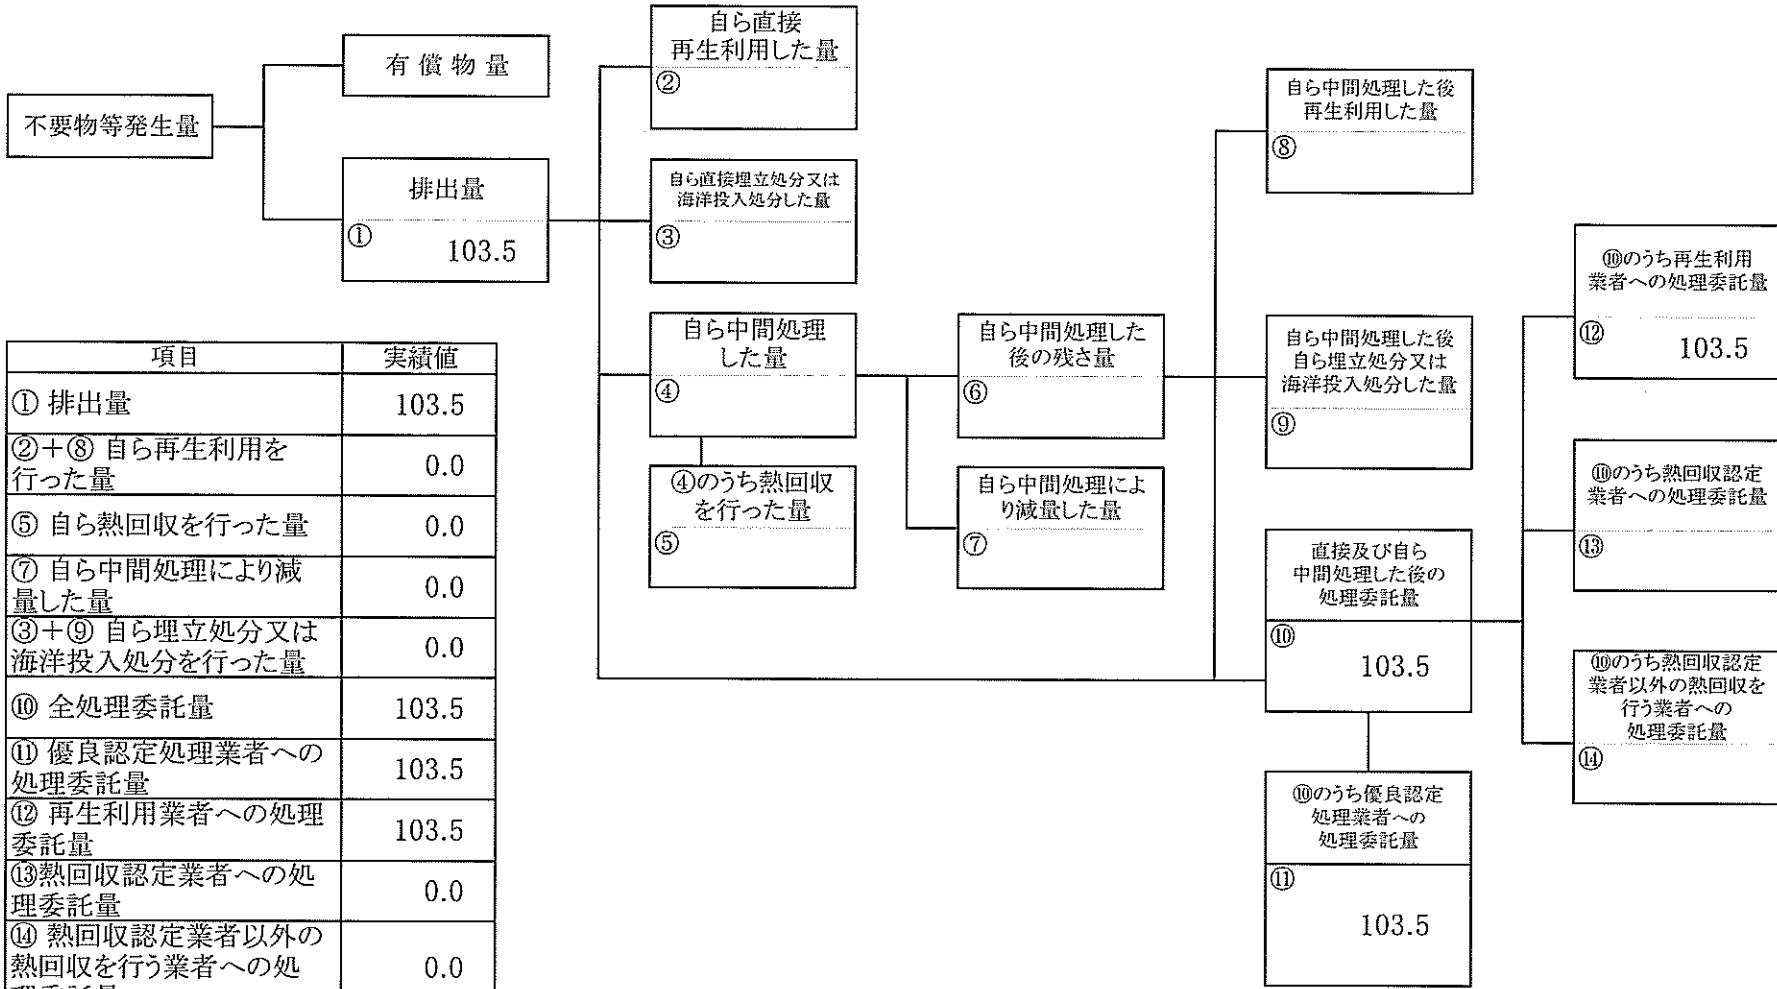 不要物等発生量
有償物量
排出量
①
103.5
自ら直接
再生利用した量
②
自ら直接埋立処分又は
海洋投入処分した量
③
自ら中間処理
した量
④
④のうち熱回収
を行った量
⑤
自ら中間処理した
後の残さ量
⑥
自ら中間処理によ
り減量した量
⑦
自ら中間処理した後
再生利用した量
⑧
自ら中間処理した後
自ら埋立処分又は
海洋投入処分した量
⑨
直接及び自ら
中間処理した後の
処理委託量
⑩
103.5
⑩のうち優良認定
処理業者への
処理委託量
⑪
103.5
⑩のうち再生利用
業者への処理委託量
⑫
103.5
⑩のうち熱回収認定
業者への処理委託量
⑬
⑩のうち熱回収認定
業者以外の熱回収を
行う業者への
処理委託量
⑭
項目 実績値
① 排出量 103.5
②+⑧ 自ら再生利用を
行った量 0.0
⑤ 自ら熱回収を行った量 0.0
⑦ 自ら中間処理により減
量した量 0.0
③+⑨ 自ら埋立処分又は
海洋投入処分を行った量 0.0
⑩ 全処理委託量 103.5
⑪ 優良認定処理業者への
処理委託量 103.5
⑫ 再生利用業者への処理
委託量 103.5
⑬熱回収認定業者への処
理委託量 0.0
⑭ 熱回収認定業者以外の
熱回収を行う業者への処 0.0